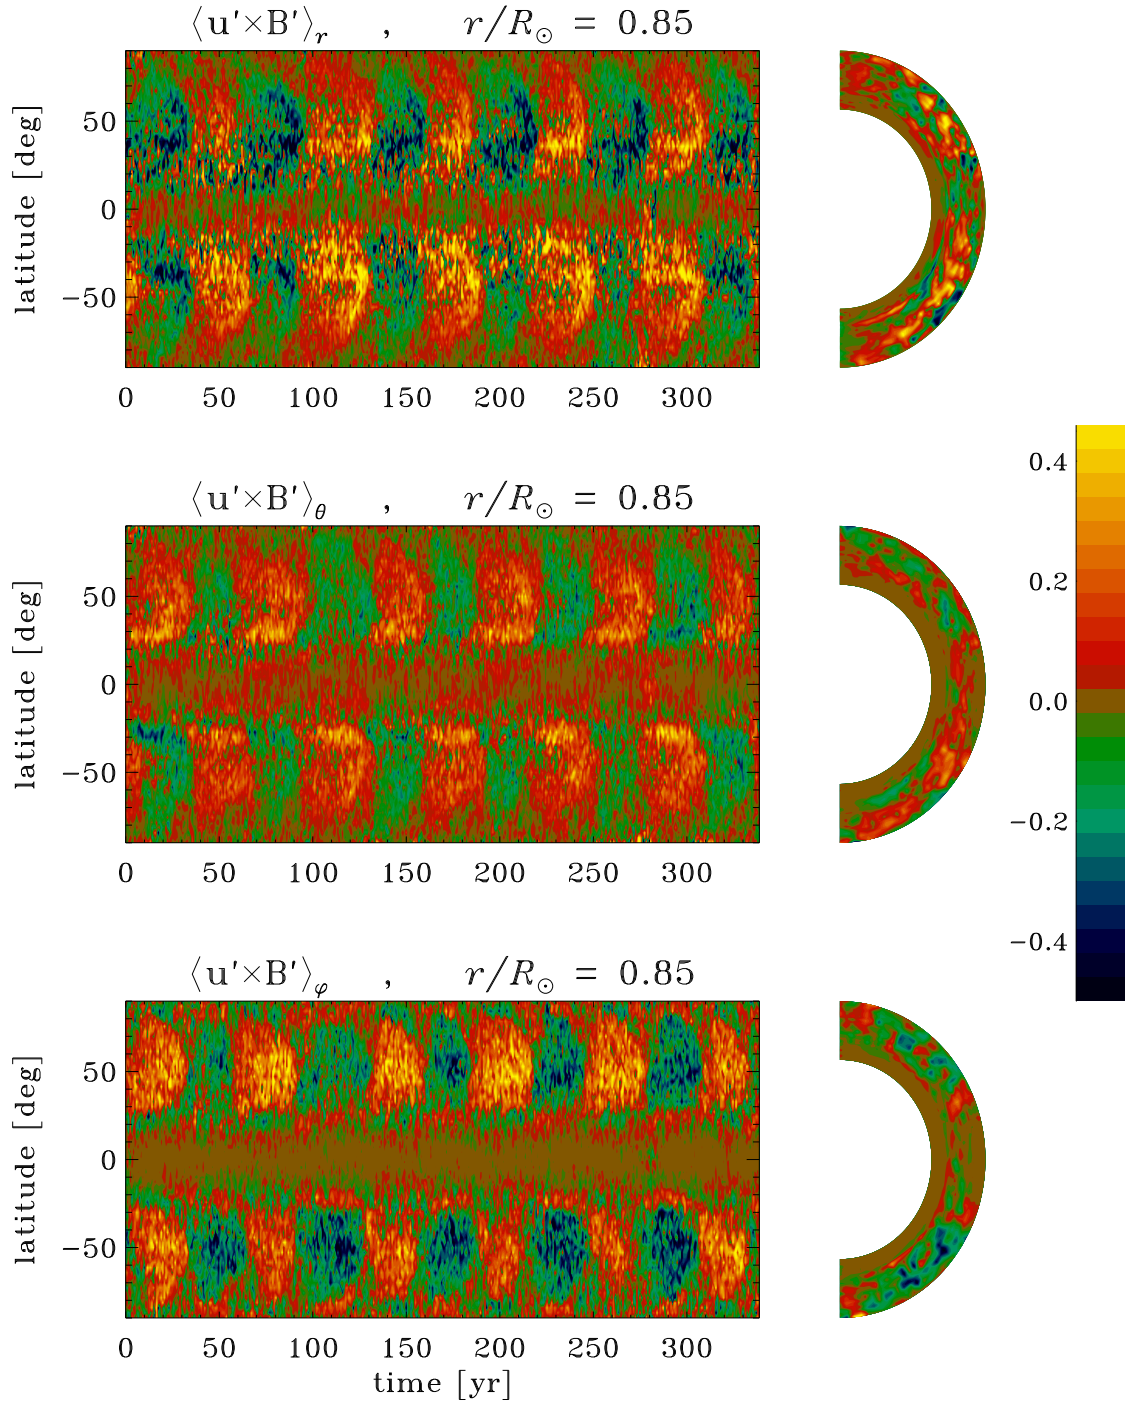 ⟨u'×B'⟩r , r/R⊙ = 0.85
latitude [deg]
50
0
−50
0 50 100 150 200 250 300
⟨u'×B'⟩θ , r/R⊙ = 0.85
latitude [deg]
50
0
−50
0 50 100 150 200 250 300
0.4
0.2
0.0
−0.2
−0.4
⟨u'×B'⟩φ , r/R⊙ = 0.85
latitude [deg]
50
0
−50
0 50 100 150 200 250 300
time [yr]